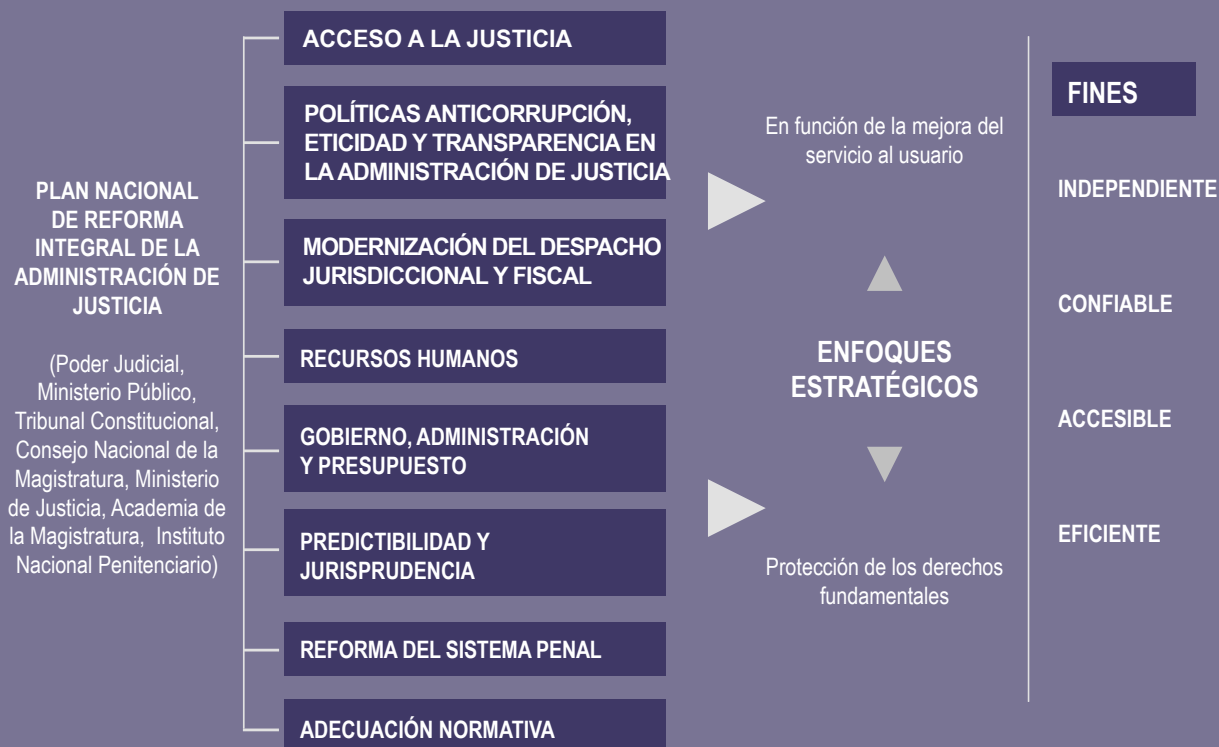 PLAN NACIONAL
DE REFORMA
INTEGRAL DE LA
ADMINISTRACIÓN DE
JUSTICIA
(Poder Judicial,
Ministerio Público,
Tribunal Constitucional,
Consejo Nacional de la
Magistratura, Ministerio
de Justicia, Academia de
la Magistratura, Instituto
Nacional Penitenciario)
ACCESO A LA JUSTICIA
POLÍTICAS ANTICORRUPCIÓN,
ETICIDAD Y TRANSPARENCIA EN
LA ADMINISTRACIÓN DE JUSTICIA
MODERNIZACIÓN DEL DESPACHO
JURISDICCIONAL Y FISCAL
RECURSOS HUMANOS
GOBIERNO, ADMINISTRACIÓN
Y PRESUPUESTO
PREDICTIBILIDAD Y
JURISPRUDENCIA
REFORMA DEL SISTEMA PENAL
ADECUACIÓN NORMATIVA
En función de la mejora del
servicio al usuario
ENFOQUES
ESTRATÉGICOS
Protección de los derechos
fundamentales
FINES
INDEPENDIENTE
CONFIABLE
ACCESIBLE
EFICIENTE